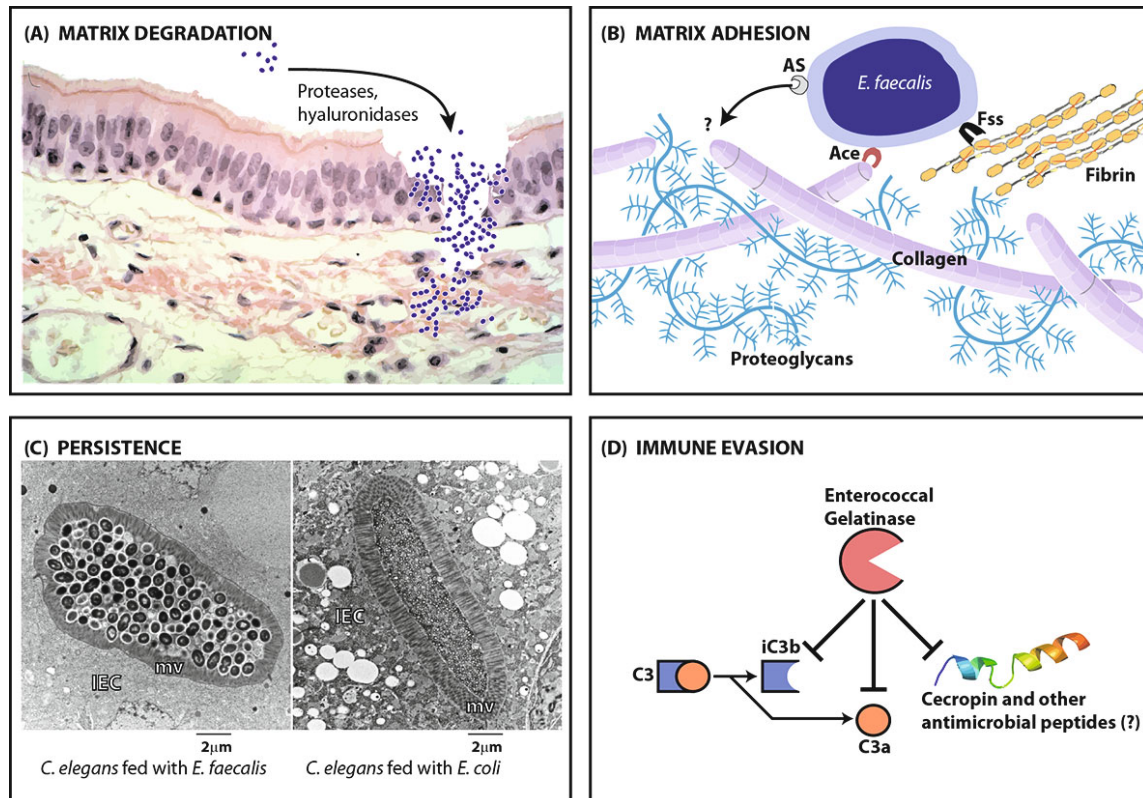 (A) MATRIX DEGRADATION
Proteases,
hyaluronidases
(B) MATRIX ADHESION
AS
E. faecalis
?
Fss
Ace
Fibrin
Collagen
Proteoglycans
(C) PERSISTENCE
IEC
mv
IEC
mv
2μm
2μm
C. elegans fed with E. faecalis
C. elegans fed with E. coli
(D) IMMUNE EVASION
Enterococcal
Gelatinase
iC3b
C3
C3a
Cecropin and other
antimicrobial peptides (?)